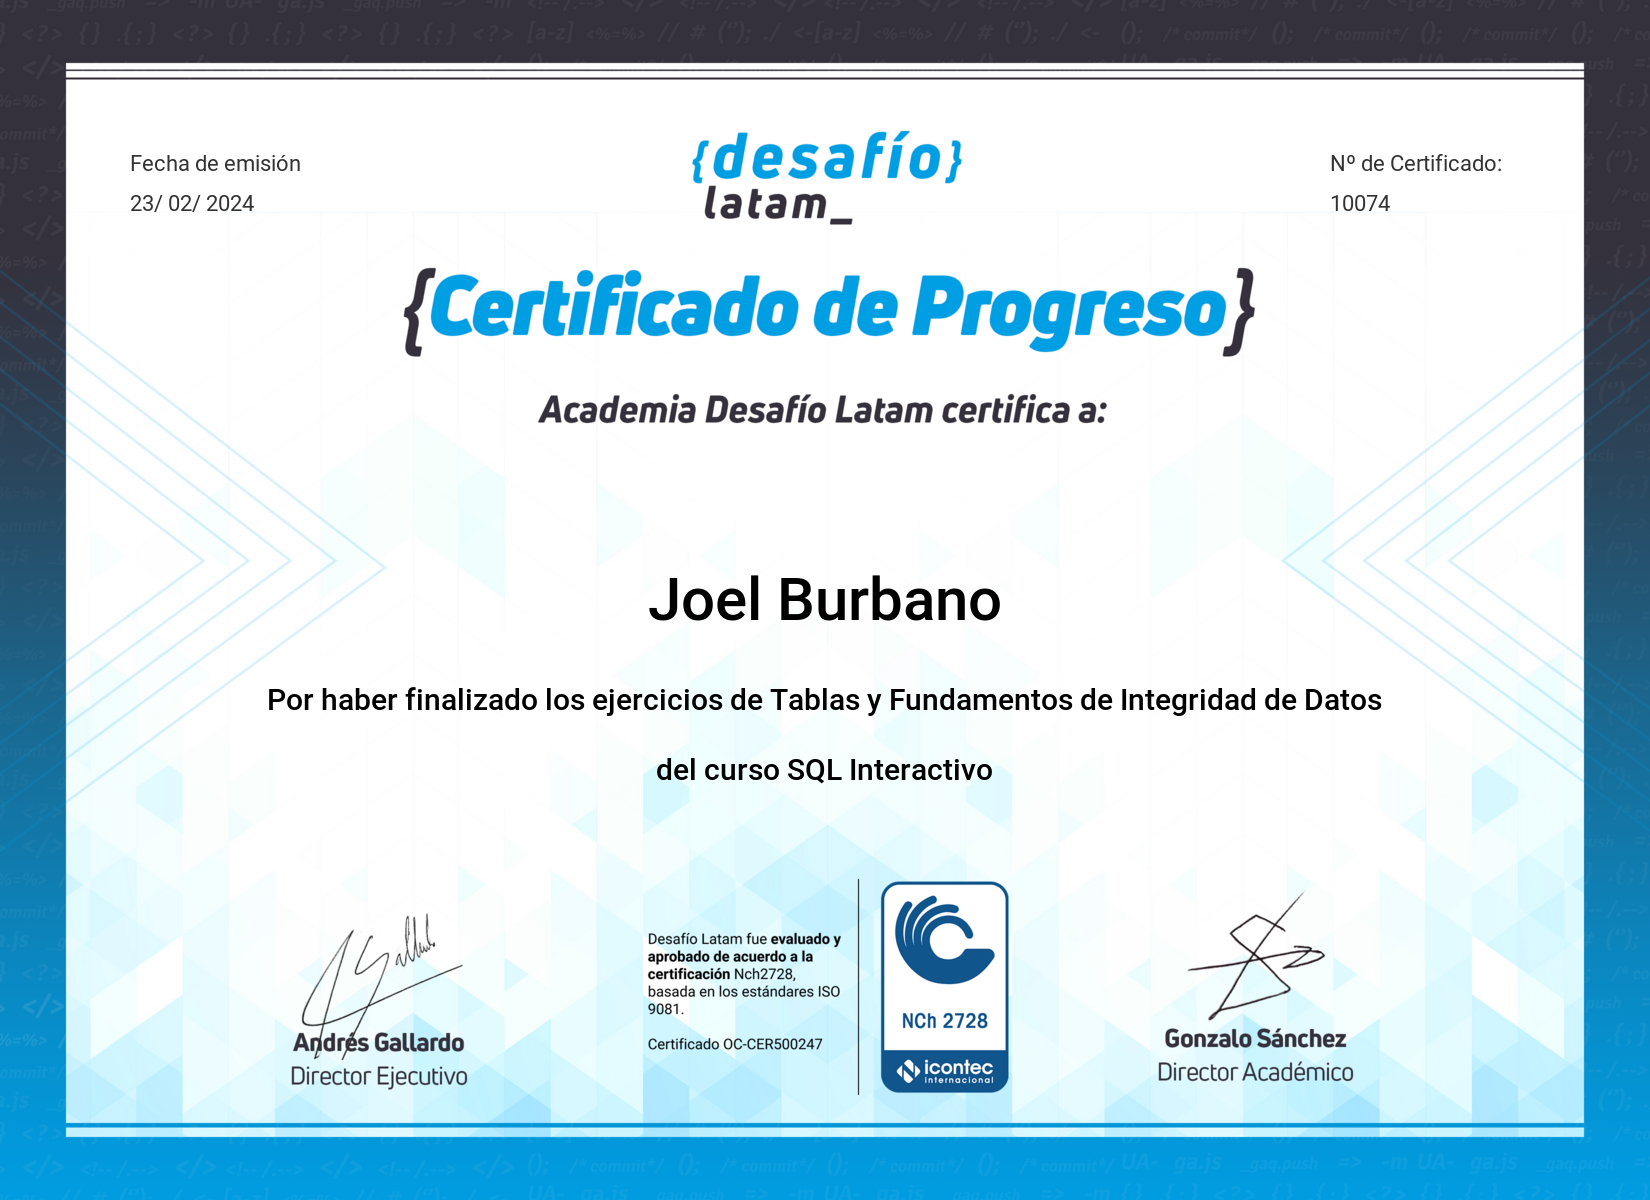 Fecha de emisión
23/ 02/ 2024
{desafío}
latam_
Nº de Certificado:
10074
{Certificado de Progreso}
Academia Desafío Latam certifica a:
Joel Burbano
Por haber finalizado los ejercicios de Tablas y Fundamentos de Integridad de Datos
del curso SQL Interactivo
Andrés Gallardo
Director Ejecutivo
Desafío Latam fue evaluado y
aprobado de acuerdo a la
certificación Nch2728,
basada en los estándares ISO
9081.
Certificado OC-CER500247
NCh 2728
icontec
internacional
Gonzalo Sánchez
Director Académico